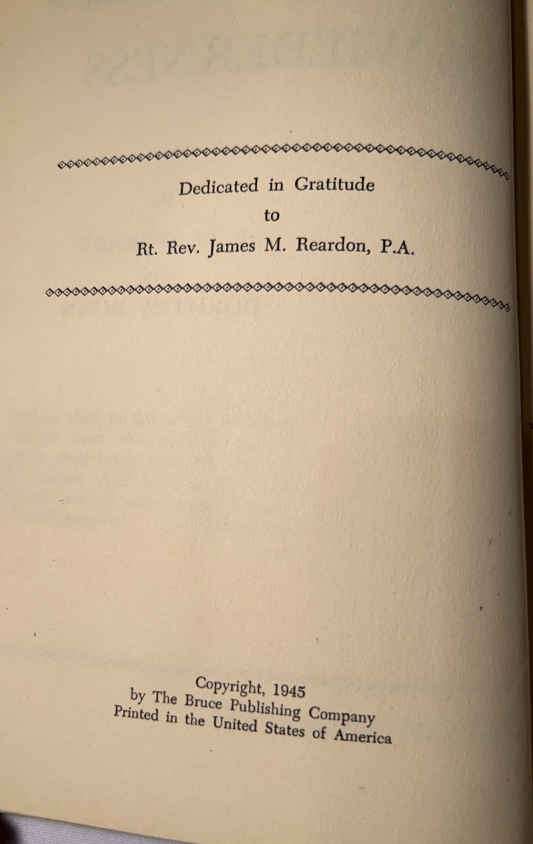 Dedicated in Gratitude
to
Rt. Rev. James M. Reardon, P.A.
Copyright, 1945
by The Bruce Publishing Company
Printed in the United States of America